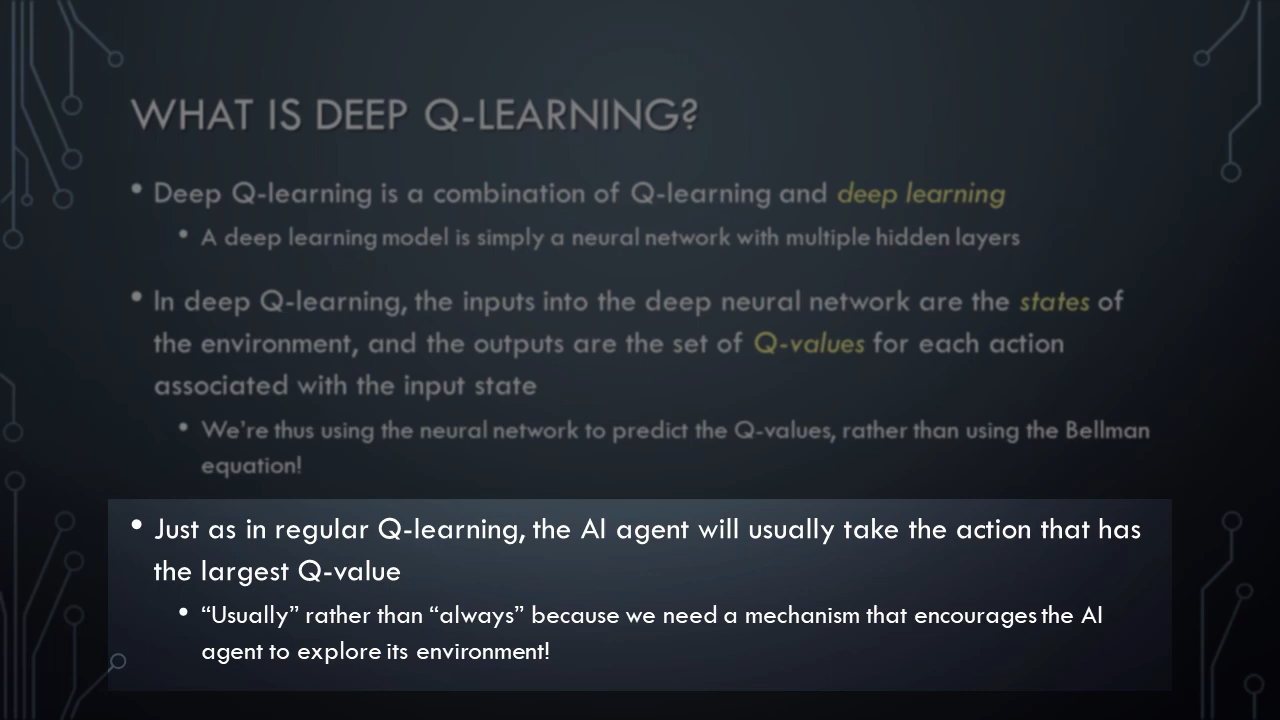 WHAT IS DEEP Q-LEARNING?
• Deep Q-learning is a combination of Q-learning and deep learning
• A deep learning model is simply a neural network with multiple hidden layers
• In deep Q-learning, the inputs into the deep neural network are the states of
the environment, and the outputs are the set of Q-values for each action
associated with the input state
• We're thus using the neural network to predict the Q-values, rather than using the Bellman
equation!
• Just as in regular Q-learning, the AI agent will usually take the action that has
the largest Q-value
• “Usually” rather than “always” because we need a mechanism that encourages the AI
agent to explore its environment!